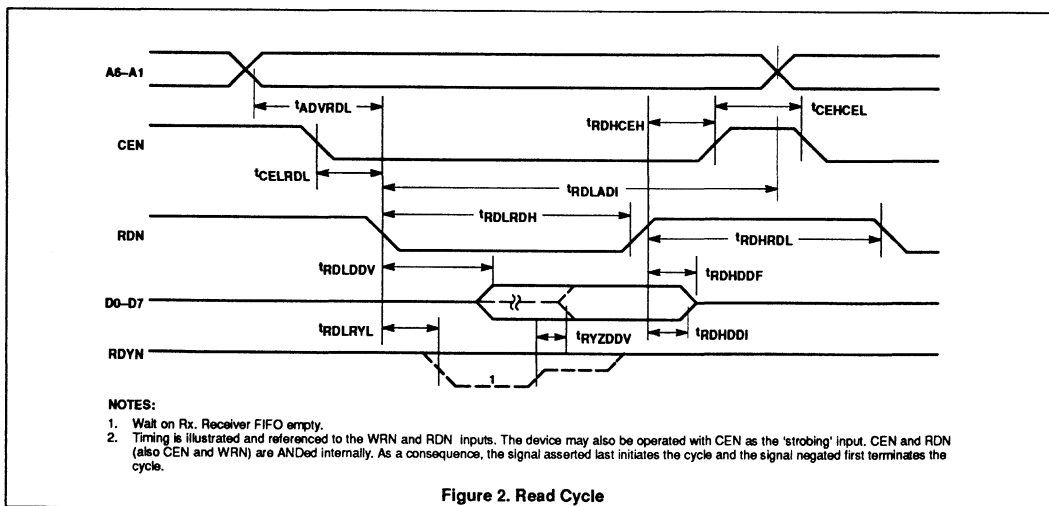 A6–A1
tADVRDL
tRDHCEH
tCEHCEL
CEN
tCELRDL
tRDLADI
tRDLRDH
RDN
tRDHRDL
tRDLDDV
tRDHDDF
D0–D7
tRDLRYL
tRYZDDV
tRDHDDI
RDYN
1
NOTES:
1. Wait on Rx. Receiver FIFO empty.
2. Timing is illustrated and referenced to the WRN and RDN inputs. The device may also be operated with CEN as the 'strobing' input. CEN and RDN
(also CEN and WRN) are ANDed internally. As a consequence, the signal asserted last initiates the cycle and the signal negated first terminates the
cycle.
Figure 2. Read Cycle